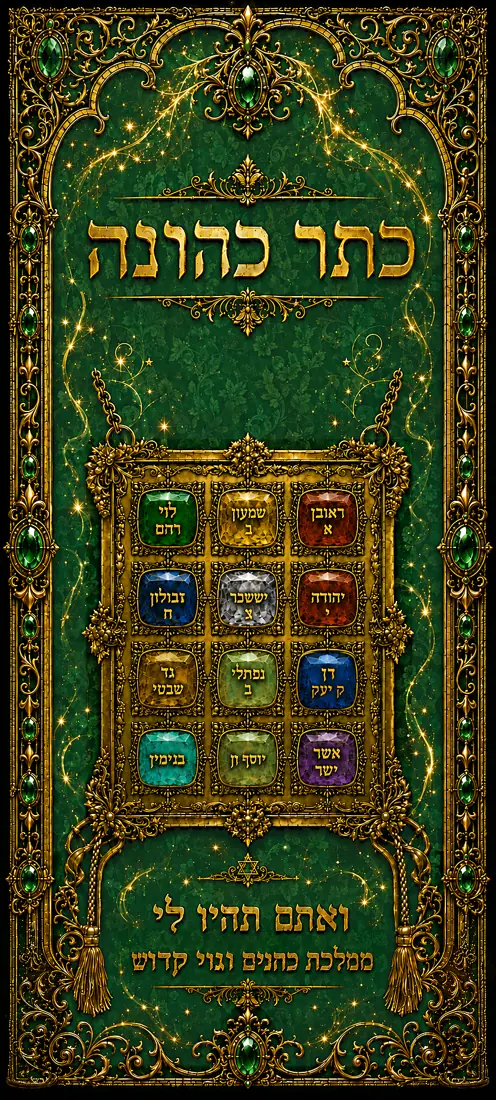 כתר כהונה
ראובן
א
שמעון
ב
לוי
רהם
יהודה
י
יששכר
צ
זבולון
ח
דן
ק יעק
נפתלי
ב
גד
שבטי
אשר
ישר
יוסף ון
בנימין
ואתם תהיו לי
ממלכת כהנים וגוי קדוש